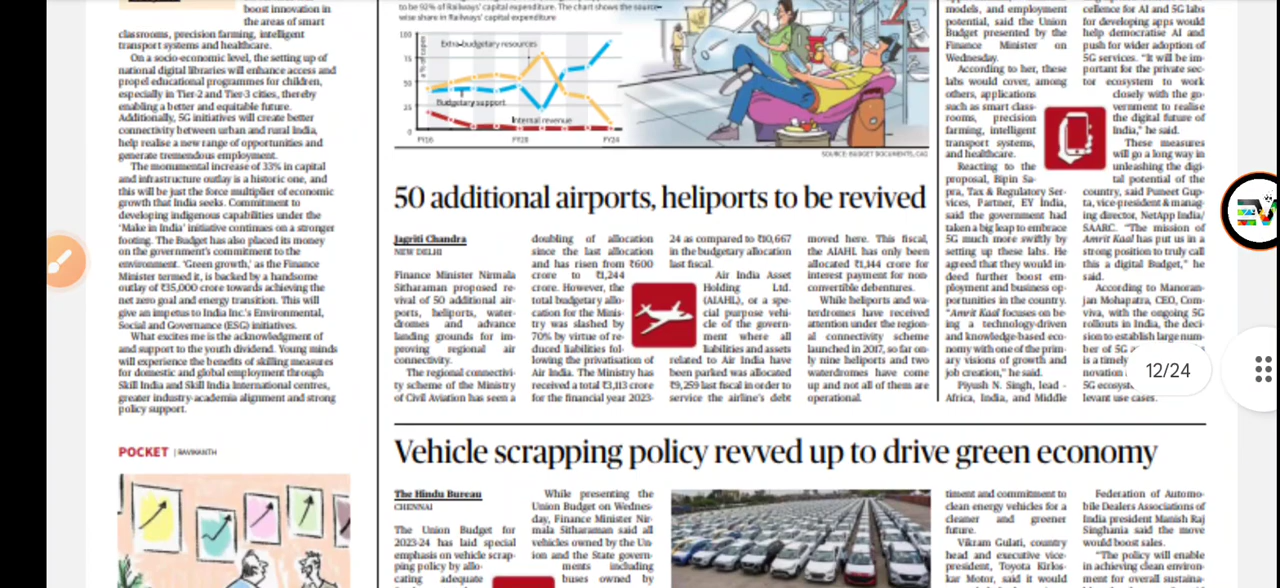 boost innovation in
the areas of smart
classrooms, precision farming, intelligent
transport systems and healthcare.
On a socio-economic level, the setting up of
national digital libraries will enhance access and
propel educational programmes for children,
especially in Tier-2 and Tier-3 cities, thereby
enabling a better and equitable future.
Additionally, 5G initiatives will create better
connectivity between urban and rural India,
help realise a new range of opportunities and
generate tremendous employment.
The monumental increase of 33% in capital
and infrastructure outlay is a historic one, and
this will be just the force multiplier of economic
growth that India seeks. Commitment to
developing indigenous capabilities under the
‘Make in India’ initiative continues on a stronger
footing. The Budget has also placed its money
on the government’s commitment to the
environment. ‘Green growth,’ as the Finance
Minister termed it, is backed by a handsome
outlay of ₹35,000 crore towards achieving the
net zero goal and energy transition. This will
give an impetus to India Inc.’s Environmental,
Social and Governance (ESG) initiatives.
What excites me is the acknowledgment of
and support to the youth dividend. Young minds
will experience the benefits of skilling measures
for domestic and global employment through
Skill India and Skill India International centres,
greater industry-academia alignment and strong
policy support.
POCKET | RAVIKANTH
to be 92% of Railways’ capital expenditure. The chart shows the source-
wise share in Railways’ capital expenditure
100
75
50
25
0
Extra-budgetary resources
Budgetary support
Internal revenue
FY16
FY20
FY24
SOURCE: BUDGET DOCUMENTS, CAG
50 additional airports, heliports to be revived
Jagriti Chandra
NEW DELHI
Finance Minister Nirmala
Sitharaman proposed re-
vival of 50 additional air-
ports, heliports, water-
dromes and advance
landing grounds for im-
proving regional air
connectivity.
The regional connectivi-
ty scheme of the Ministry
of Civil Aviation has seen a
doubling of allocation
since the last allocation
and has risen from ₹600
crore to ₹1,244
crore. However, the
total budgetary allo-
cation for the Minis-
try was slashed by
70% by virtue of re-
duced liabilities fol-
lowing the privatisation of
Air India. The Ministry has
received a total ₹3,113 crore
for the financial year 2023-
24 as compared to ₹10,667
in the budgetary allocation
last fiscal.
Air India Asset
Holding Ltd.
(AIAHL), or a spe-
cial purpose vehi-
cle of the govern-
ment where all
liabilities and assets
related to Air India have
been parked was allocated
₹9,259 last fiscal in order to
service the airline’s debt
moved here. This fiscal,
the AIAHL has only been
allocated ₹1,144 crore for
interest payment for non-
convertible debentures.
While heliports and wa-
terdromes have received
attention under the region-
al connectivity scheme
launched in 2017, so far on-
ly nine heliports and two
waterdromes have come
up and not all of them are
operational.
models, and employment
potential, said the Union
Budget presented by the
Finance Minister on
Wednesday.
According to her, these
labs would cover, among
others, applications
such as smart class-
rooms, precision
farming, intelligent
transport systems,
and healthcare.
Reacting to the
proposal, Bipin Sa-
pra, Tax & Regulatory Ser-
vices, Partner, EY India,
said the government had
taken a big leap to embrace
5G much more swiftly by
setting up these labs. He
agreed that they would in-
deed further boost em-
ployment and business op-
portunities in the country.
“Amrit Kaal focuses on be-
ing a technology-driven
and knowledge-based eco-
nomy with one of the prim-
ary visions of growth and
job creation,” he said.
Piyush N. Singh, lead -
Africa, India, and Middle
cellence for AI and 5G labs
for developing apps would
help democratise AI and
push for wider adoption of
5G services. “It will be im-
portant for the private sec-
tor ecosystem to work
closely with the go-
vernment to realise
the digital future of
India,” he said.
These measures
will go a long way in
unleashing the digi-
tal potential of the
country, said Puneet Gup-
ta, vice-president & manag-
ing director, NetApp India/
SAARC. “The mission of
Amrit Kaal has put us in a
strong position to truly call
this a digital Budget,” he
said.
According to Manoran-
jan Mohapatra, CEO, Com-
viva, with the ongoing 5G
rollouts in India, the deci-
sion to establish large num-
ber of 5G
is a timely
novation
5G ecosyst
levant use cases.
12/24
EV
Vehicle scrapping policy revved up to drive green economy
The Hindu Bureau
CHENNAI
The Union Budget for
2023-24 has laid special
emphasis on vehicle scrap-
ping policy by allo-
cating adequate
While presenting the
Union Budget on Wednes-
day, Finance Minister Nir-
mala Sitharaman said all
vehicles owned by the Un-
ion and the State govern-
ments including
buses owned by
timent and commitment to
clean energy vehicles for a
cleaner and greener
future.
Vikram Gulati, country
head and executive vice-
president, Toyota Kirlos-
kar Motor, said it would
Federation of Automo-
bile Dealers Associations of
India president Manish Raj
Singhania said the move
would boost sales.
“The policy will enable
in achieving clean environ-
ment for overall sustaina-